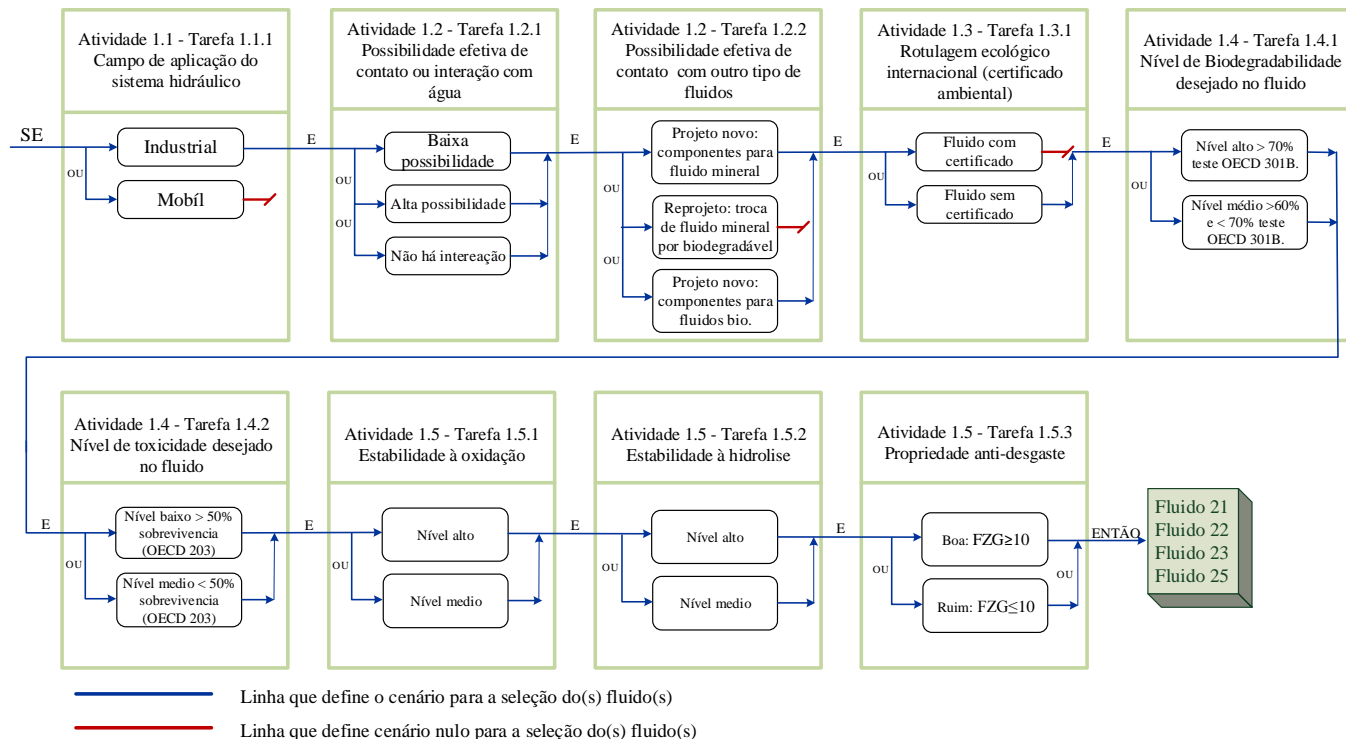 Atividade 1.1 - Tarefa 1.1.1
Campo de aplicação do
sistema hidráulico
SE
Industrial
OU
Mobíl
E
Atividade 1.2 - Tarefa 1.2.1
Possibilidade efetiva de
contato ou interação com
água
Baixa
possibilidade
OU
Alta possibilidade
OU
Não há intereação
E
Atividade 1.2 - Tarefa 1.2.2
Possibilidade efetiva de
contato com outro tipo de
fluidos
Projeto novo:
componentes para
fluido mineral
OU
Reprojeto: troca
de fluido mineral
por biodegradável
OU
Projeto novo:
componentes para
fluidos bio.
E
Atividade 1.3 - Tarefa 1.3.1
Rotulagem ecológico
internacional (certificado
ambiental)
Fluido com
certificado
OU
Fluido sem
certificado
E
Atividade 1.4 - Tarefa 1.4.1
Nível de Biodegradabilidade
desejado no fluido
Nível alto > 70%
teste OECD 301B.
OU
Nível médio >60%
e < 70% teste
OECD 301B.
Atividade 1.4 - Tarefa 1.4.2
Nível de toxicidade desejado
no fluido
E
Nível baixo > 50%
sobrevivencia
(OECD 203)
OU
Nível medio < 50%
sobrevivencia
(OECD 203)
E
Atividade 1.5 - Tarefa 1.5.1
Estabilidade à oxidação
Nível alto
OU
Nível medio
E
Atividade 1.5 - Tarefa 1.5.2
Estabilidade à hidrolise
Nível alto
OU
Nível medio
E
Atividade 1.5 - Tarefa 1.5.3
Propriedade anti-desgaste
Boa: FZG≥10
OU
OU
Ruim: FZG≤10
ENTÃO
Fluido 21
Fluido 22
Fluido 23
Fluido 25
Linha que define o cenário para a seleção do(s) fluido(s)
Linha que define cenário nulo para a seleção do(s) fluido(s)